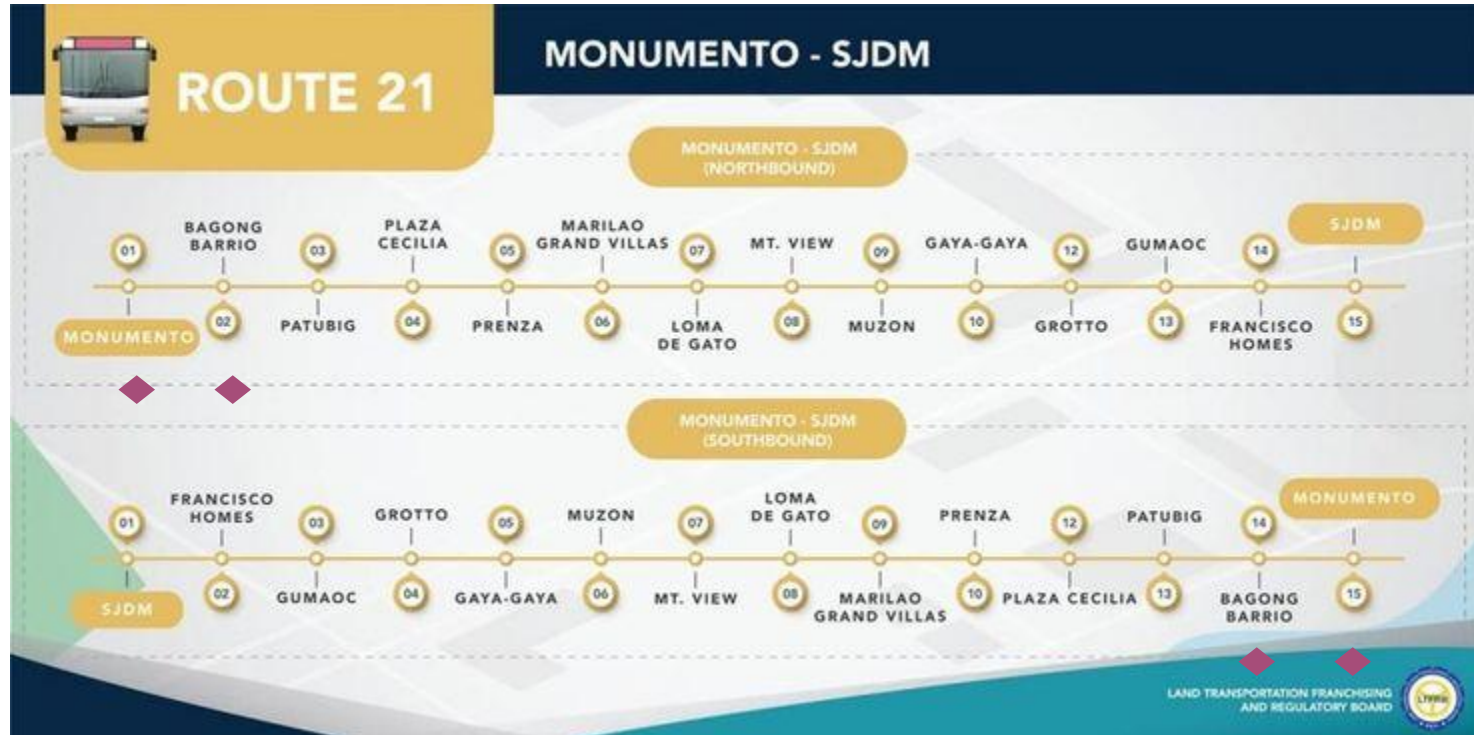 ROUTE 21
MONUMENTO - SJDM
MONUMENTO - SJDM
(NORTHBOUND)
01
MONUMENTO
BAGONG
BARRIO
02
03
PATUBIG
PLAZA
CECILIA
04
05
PRENZA
MARILAO
GRAND VILLAS
06
07
LOMA
DE GATO
MT. VIEW
08
09
MUZON
GAYA-GAYA
10
12
GROTTO
GUMAOC
13
14
FRANCISCO
HOMES
SJDM
15
MONUMENTO - SJDM
(SOUTHBOUND)
01
SJDM
FRANCISCO
HOMES
02
03
GUMAOC
GROTTO
04
05
GAYA-GAYA
MUZON
06
07
MT. VIEW
LOMA
DE GATO
08
09
MARILAO
GRAND VILLAS
PRENZA
10
12
PLAZA CECILIA
PATUBIG
13
14
BAGONG
BARRIO
MONUMENTO
15
LAND TRANSPORTATION FRANCHISING
AND REGULATORY BOARD